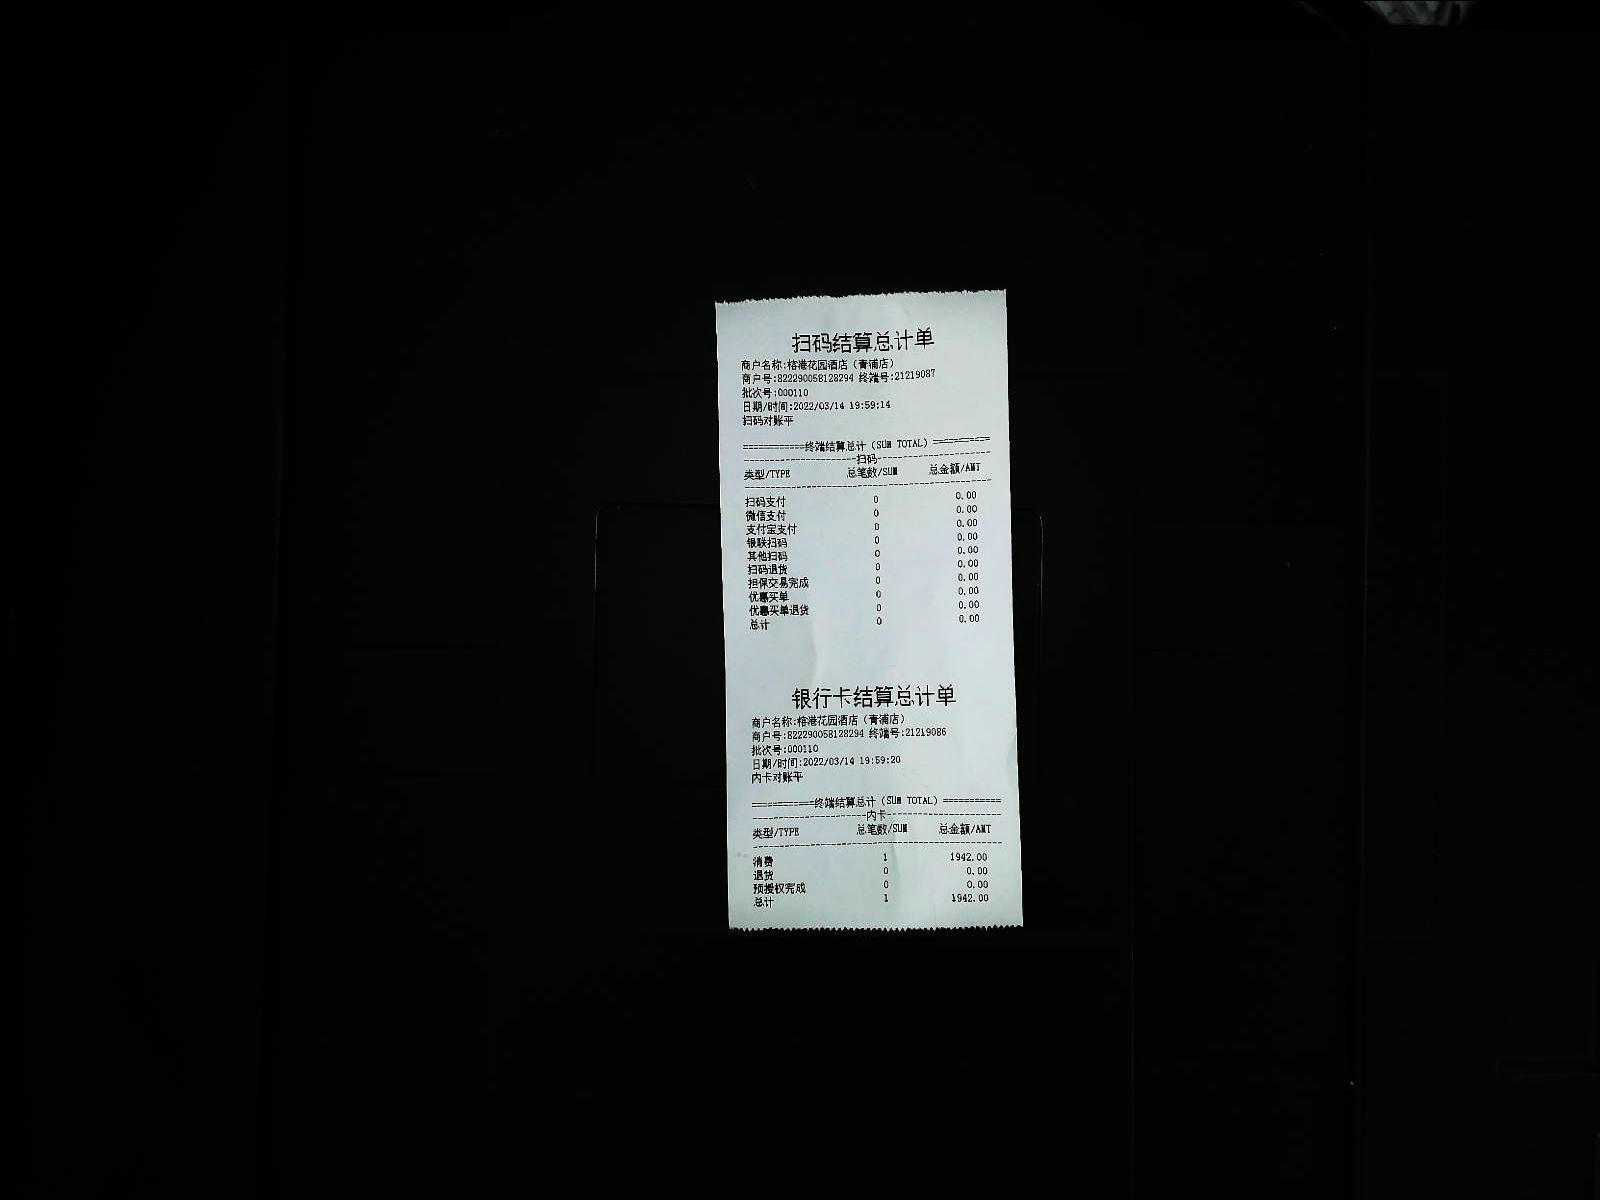 扫码结算总计单
商户名称:榕港花园酒店（青浦店）
商户号:822290058128294 终端号:21219087
批次号:000110
日期/时间:2022/03/14 19:59:14
扫码对账平
============终端结算总计（SUM TOTAL）===========
----------------------扫码----------------------
类型/TYPE 总笔数/SUM 总金额/AMT
------------------------------------------------
扫码支付 0 0.00
微信支付 0 0.00
支付宝支付 0 0.00
银联扫码 0 0.00
其他扫码 0 0.00
扫码退货 0 0.00
担保交易完成 0 0.00
优惠买单 0 0.00
优惠买单退货 0 0.00
总计 0 0.00
银行卡结算总计单
商户名称:榕港花园酒店（青浦店）
商户号:822290058128294 终端号:21219086
批次号:000110
日期/时间:2022/03/14 19:59:20
内卡对账平
============终端结算总计（SUM TOTAL）===========
----------------------内卡----------------------
类型/TYPE 总笔数/SUM 总金额/AMT
------------------------------------------------
消费 1 1942.00
退货 0 0.00
预授权完成 0 0.00
总计 1 1942.00